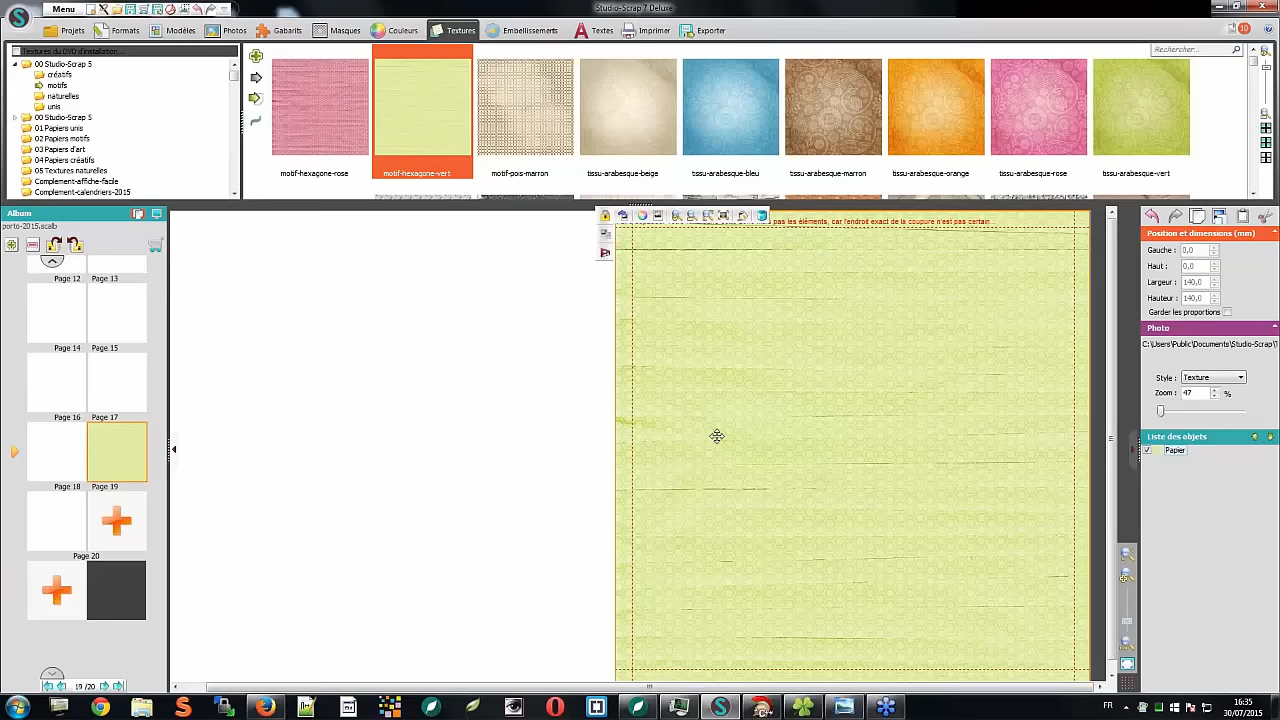 Studio-Scrap 7 Deluxe
Menu
Projets
Formats
Modèles
Photos
Gabarits
Masques
Couleurs
Textures
Embellissements
Textes
Imprimer
Exporter
10
Textures du DVD d'installation ...
00 Studio-Scrap 5
créatifs
motifs
naturelles
unis
00 Studio-Scrap 5
01 Papiers unis
02 Papiers motifs
03 Papiers d'art
04 Papiers créatifs
05 Textures naturelles
Complement-affiche-facile
Complement-calendriers-2015
Rechercher...
motif-hexagone-rose
motif-hexagone-vert
motif-pois-marron
tissu-arabesque-beige
tissu-arabesque-bleu
tissu-arabesque-marron
tissu-arabesque-orange
tissu-arabesque-rose
tissu-arabesque-vert
Album
porto-2015.scalb
Page 12
Page 13
Page 14
Page 15
Page 16
Page 17
Page 18
Page 19
Page 20
19 /20
pas les éléments, car l'endroit exact de la coupure n'est pas certain
Position et dimensions (mm)
Gauche : 0,0
Haut : 0,0
Largeur : 140,0
Hauteur : 140,0
Garder les proportions
Photo
C:\Users\Public\Documents\Studio-Scrap\T
Style : Texture
Zoom : 47 %
Liste des objets
Papier
FR
16:35
30/07/2015